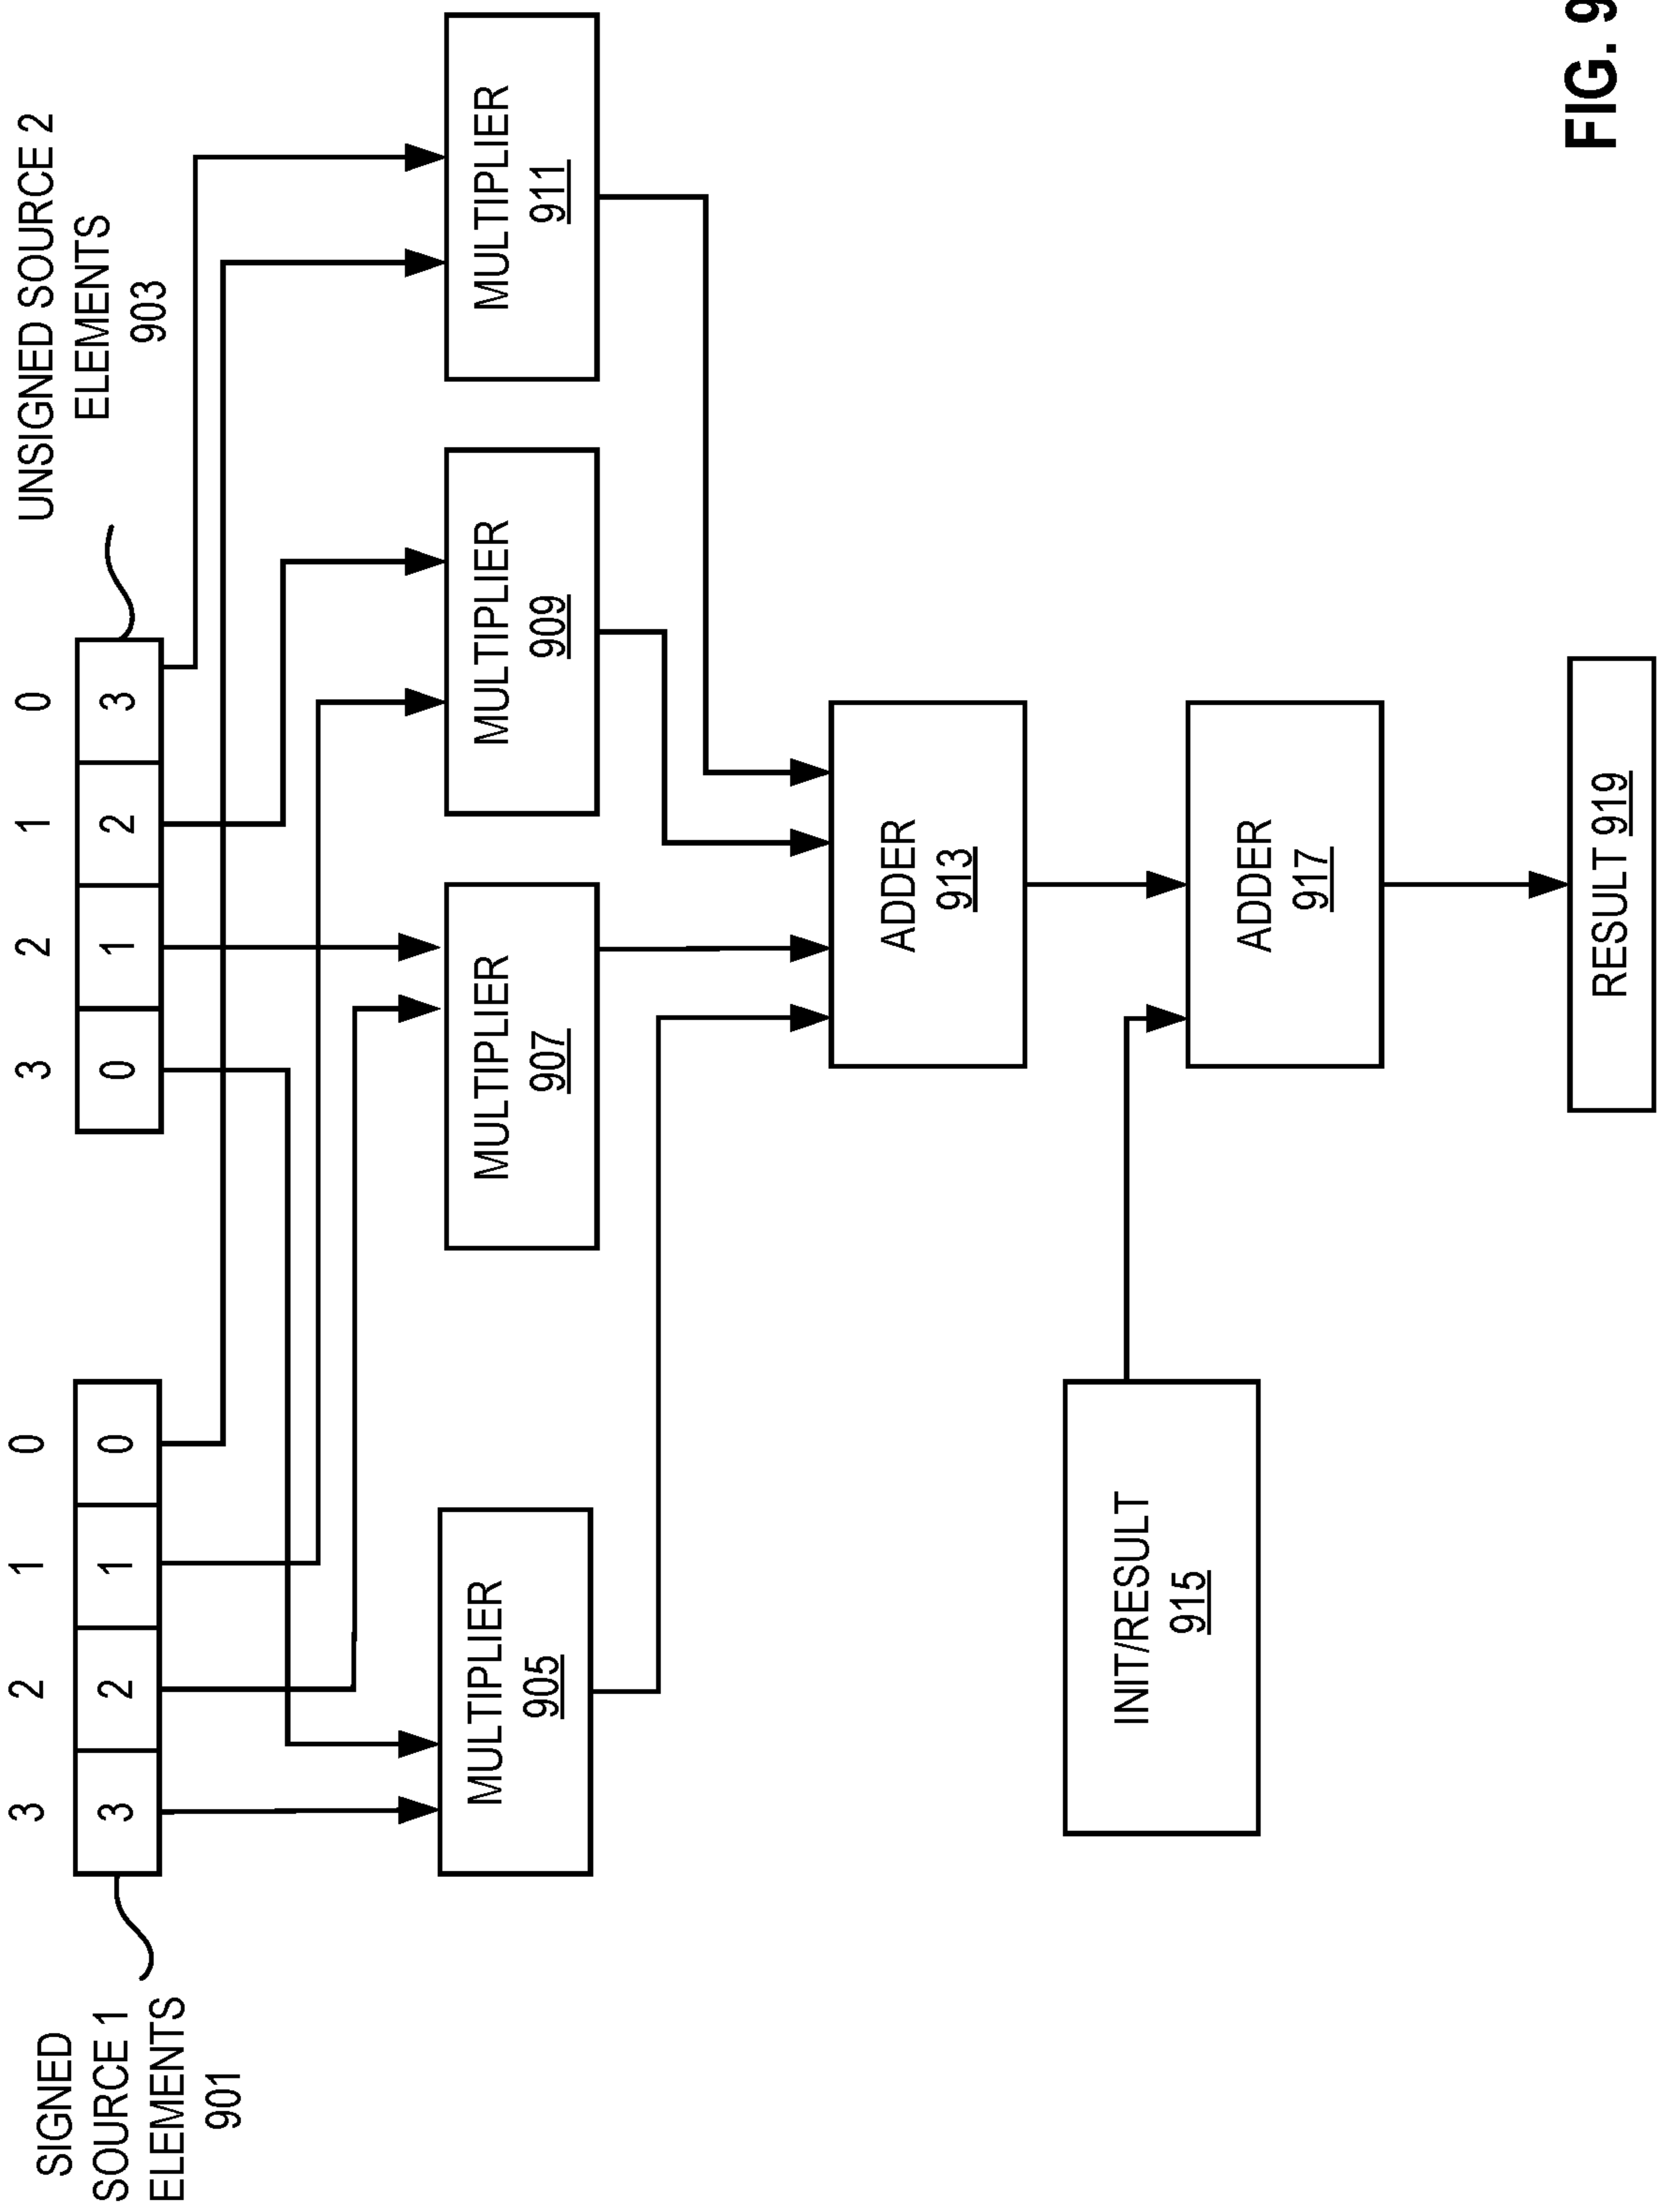 SIGNED
SOURCE 1
ELEMENTS
901
3 2 1 0
3 2 1 0
UNSIGNED SOURCE 2
ELEMENTS
903
3 2 1 0
0 1 2 3
MULTIPLIER
905
MULTIPLIER
907
MULTIPLIER
909
MULTIPLIER
911
ADDER
913
INIT/RESULT
915
ADDER
917
RESULT 919
FIG. 9